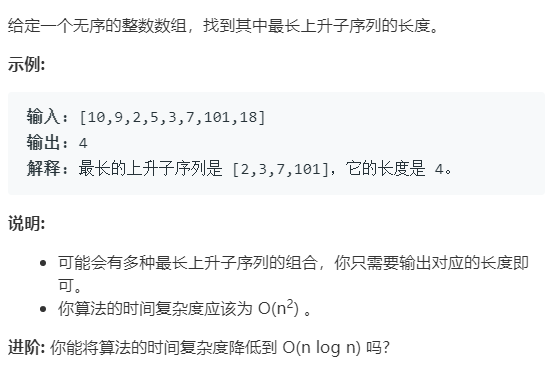 给定一个无序的整数数组，找到其中最长上升子序列的长度。
示例:
输入: [10,9,2,5,3,7,101,18]
输出: 4
解释: 最长的上升子序列是 [2,3,7,101]，它的长度是 4。
说明:
• 可能会有多种最长上升子序列的组合，你只需要输出对应的长度即
可。
• 你算法的时间复杂度应该为 O(n²) 。
进阶: 你能将算法的时间复杂度降低到 O(n log n) 吗?